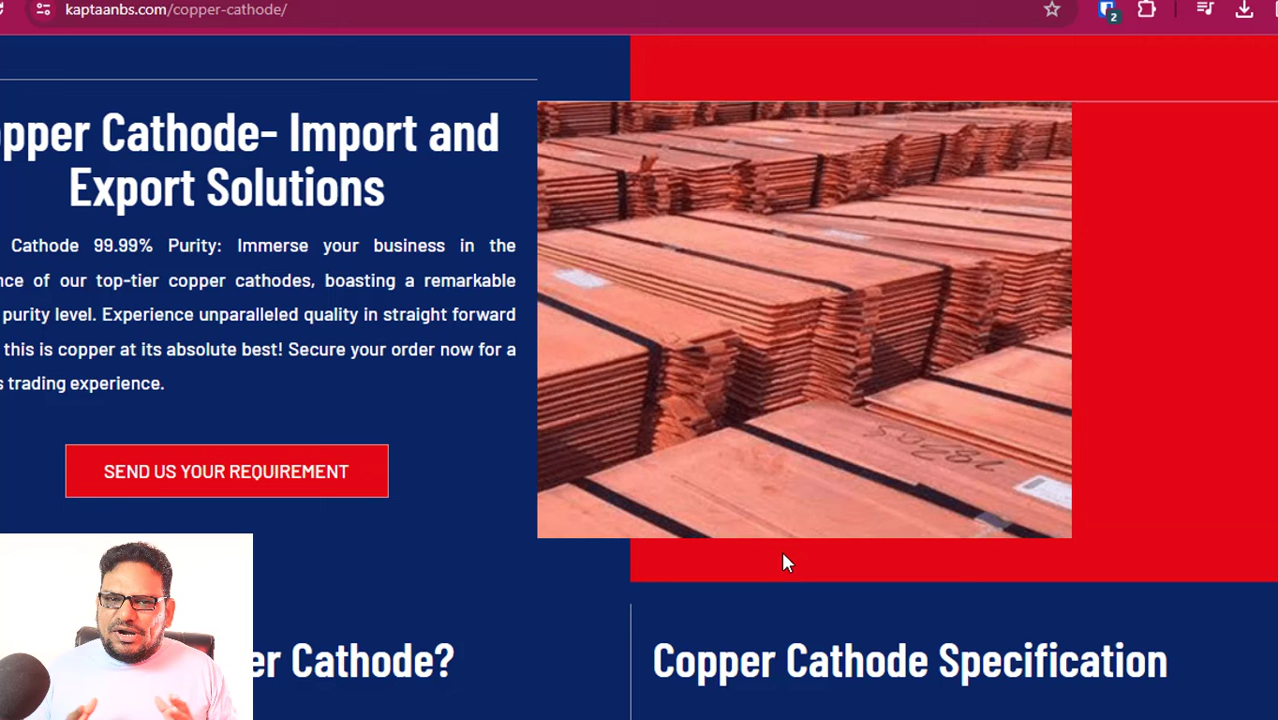 kaptaanbs.com/copper-cathode/
2
opper Cathode- Import and
Export Solutions
Cathode 99.99% Purity: Immerse your business in the
nce of our top-tier copper cathodes, boasting a remarkable
purity level. Experience unparalleled quality in straight forward
this is copper at its absolute best! Secure your order now for a
s trading experience.
SEND US YOUR REQUIREMENT
er Cathode?
Copper Cathode Specification